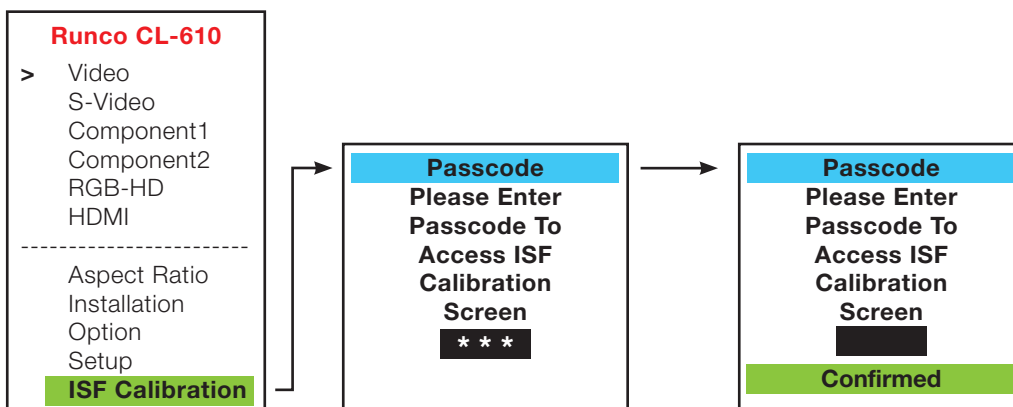 Runco CL-610
> Video
S-Video
Component1
Component2
RGB-HD
HDMI
-----------------------
Aspect Ratio
Installation
Option
Setup
ISF Calibration
Passcode
Please Enter
Passcode To
Access ISF
Calibration
Screen
* * *
Passcode
Please Enter
Passcode To
Access ISF
Calibration
Screen
Confirmed